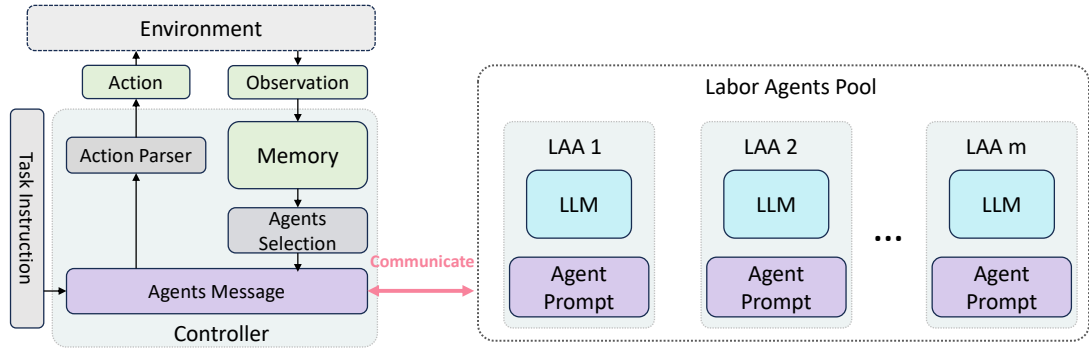 Environment
Action
Observation
Task Instruction
Action Parser
Memory
Agents
Selection
Agents Message
Controller
Communicate
Labor Agents Pool
LAA 1
LLM
Agent
Prompt
LAA 2
LLM
Agent
Prompt
...
LAA m
LLM
Agent
Prompt